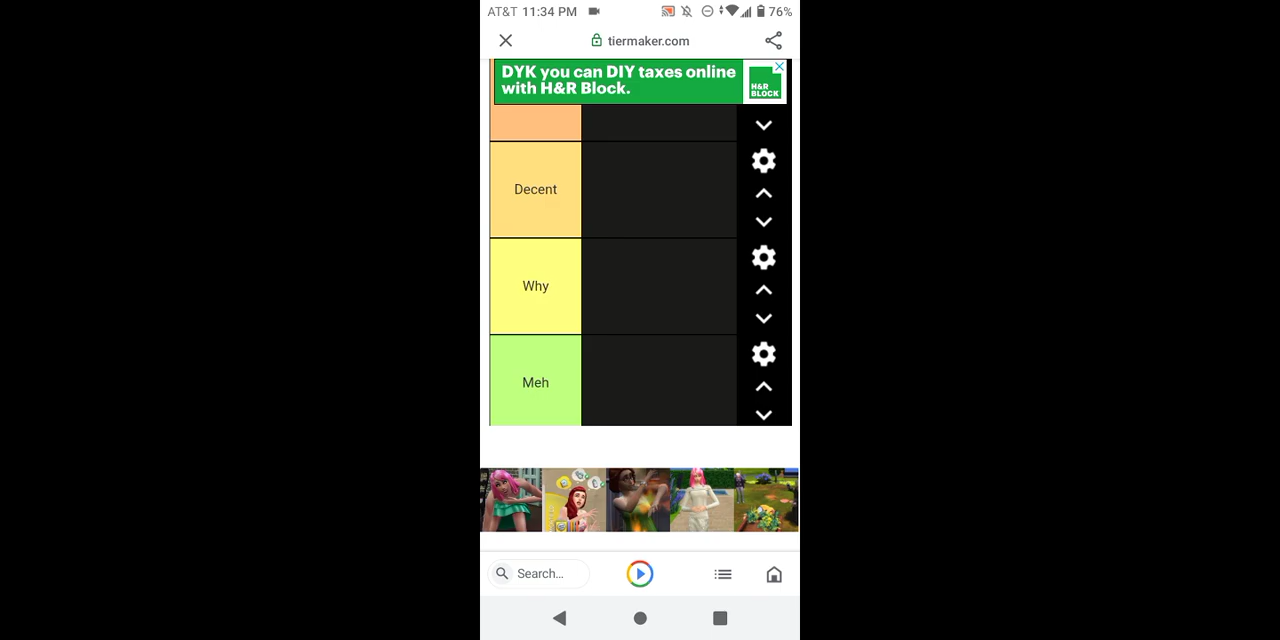 AT&T 11:34 PM 76%
tiermaker.com
DYK you can DIY taxes online
with H&R Block.
H&R
BLOCK
Decent
Why
Meh
Search...